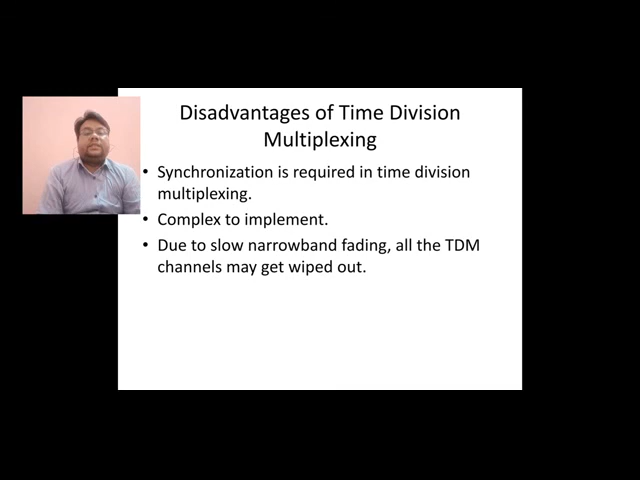 Disadvantages of Time Division
Multiplexing
• Synchronization is required in time division
multiplexing.
• Complex to implement.
• Due to slow narrowband fading, all the TDM
channels may get wiped out.